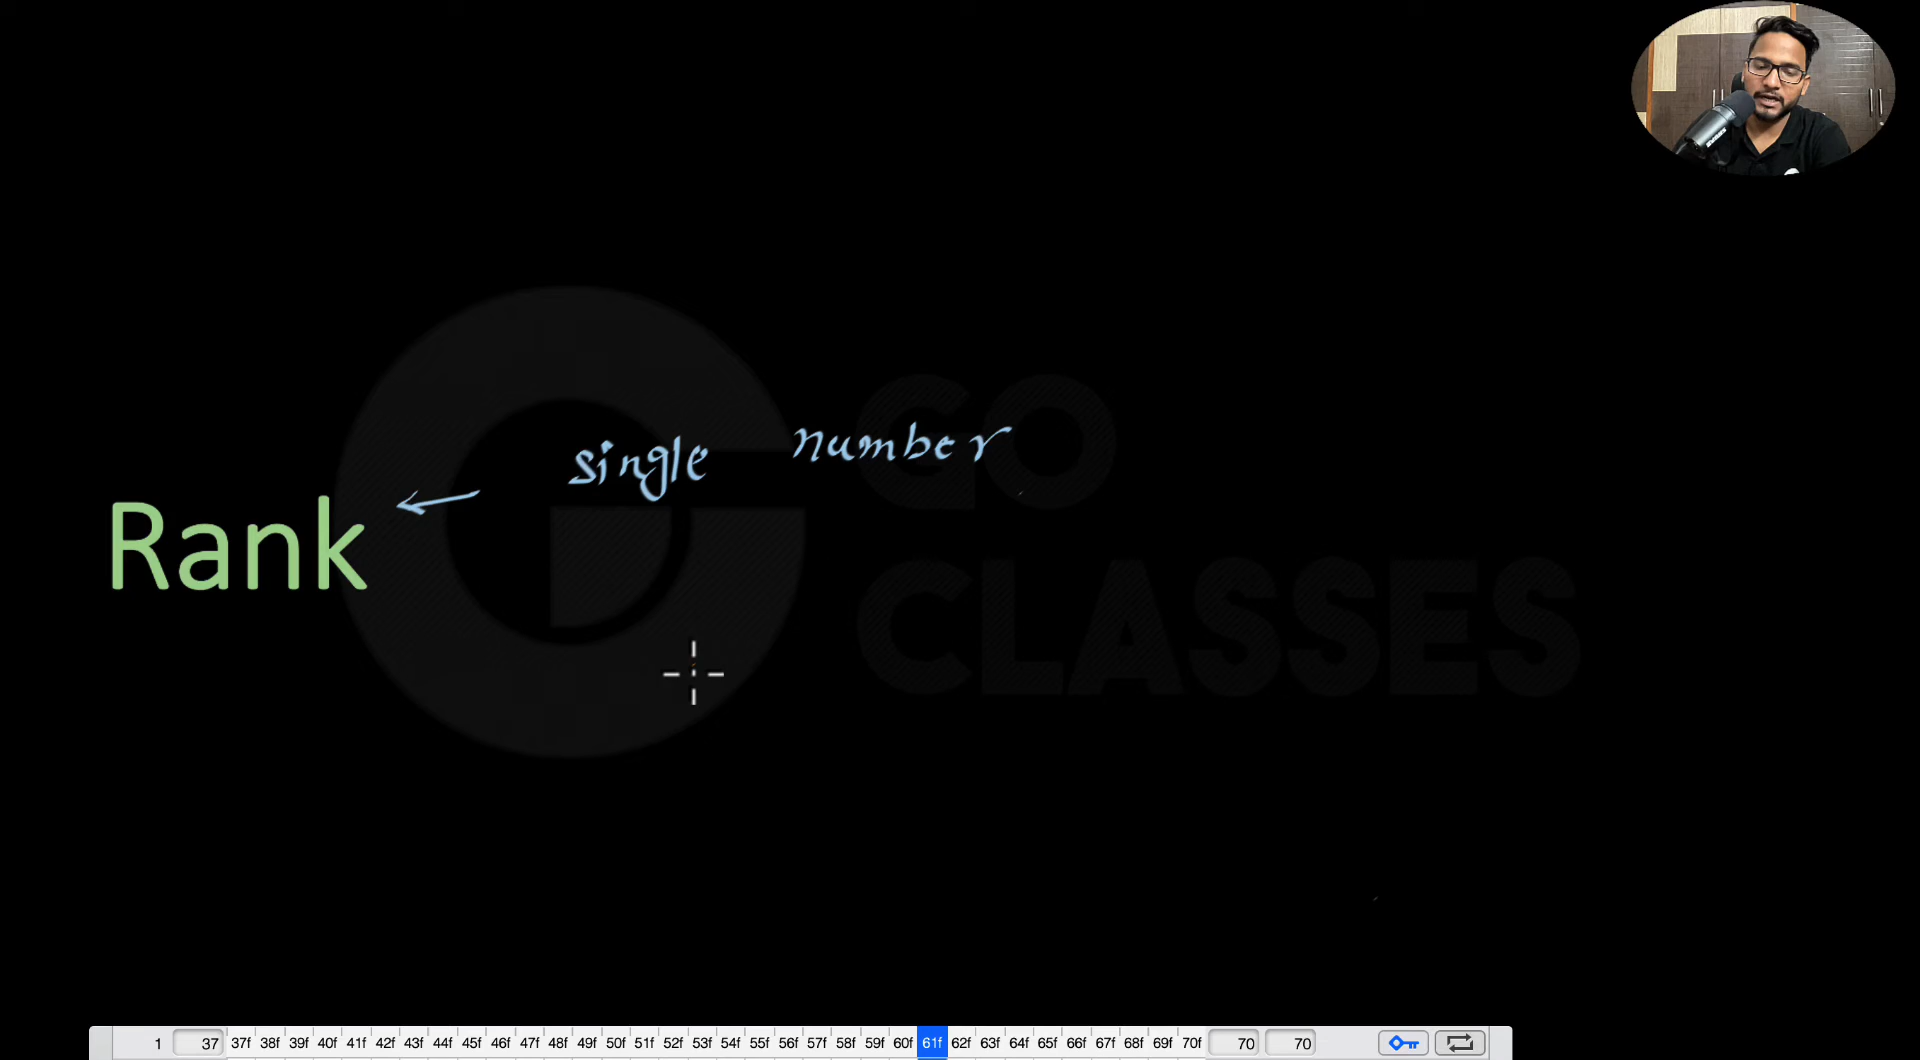 single number
Rank
GO
CLASSES
1 37 37f 38f 39f 40f 41f 42f 43f 44f 45f 46f 47f 48f 49f 50f 51f 52f 53f 54f 55f 56f 57f 58f 59f 60f 61f 62f 63f 64f 65f 66f 67f 68f 69f 70f 70 70